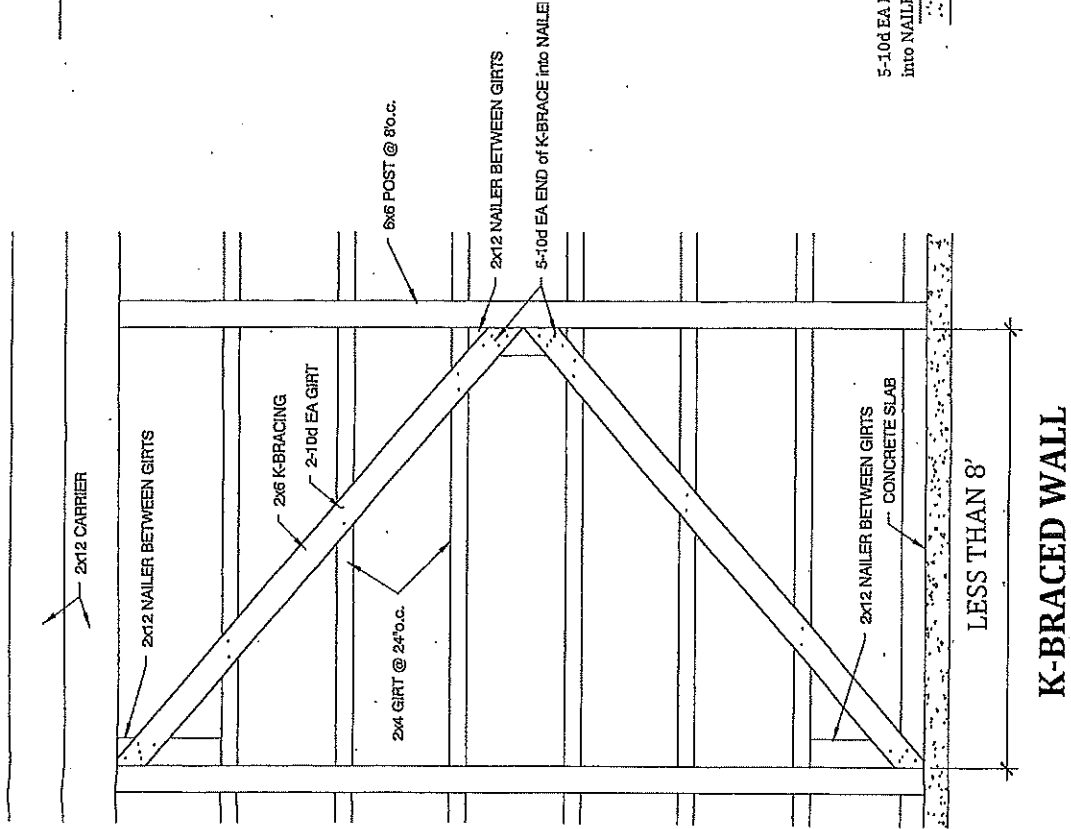 2x12 CARRIER
2x12 NAILER BETWEEN GIRTS
2x6 K-BRACING
2-10d EA GIRT
2x4 GIRT @ 24"o.c.
6x6 POST @ 8'o.c.
2x12 NAILER BETWEEN GIRTS
5-10d EA END of K-BRACE into NAILE
2x12 NAILER BETWEEN GIRTS
CONCRETE SLAB
LESS THAN 8'
K-BRACED WALL
5-10d EA
into NAIL